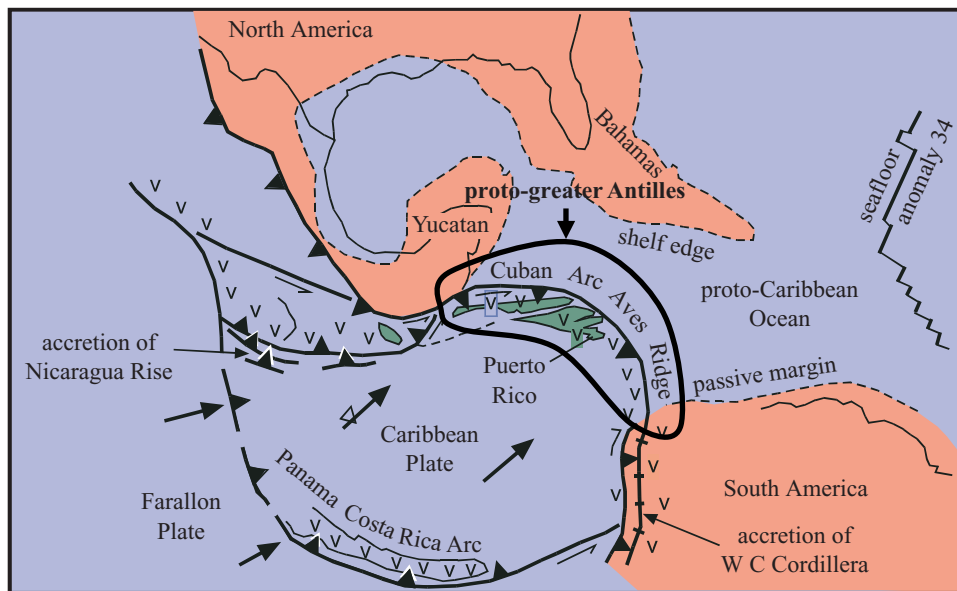 North America
Bahamas
seafloor
anomaly 34
proto-greater Antilles
Yucatan
shelf edge
Cuban Arc Aves Ridge
proto-Caribbean
Ocean
accretion of
Nicaragua Rise
Puerto
Rico
passive margin
Caribbean
Plate
Farallon
Plate
Panama Costa Rica Arc
South America
accretion of
W C Cordillera